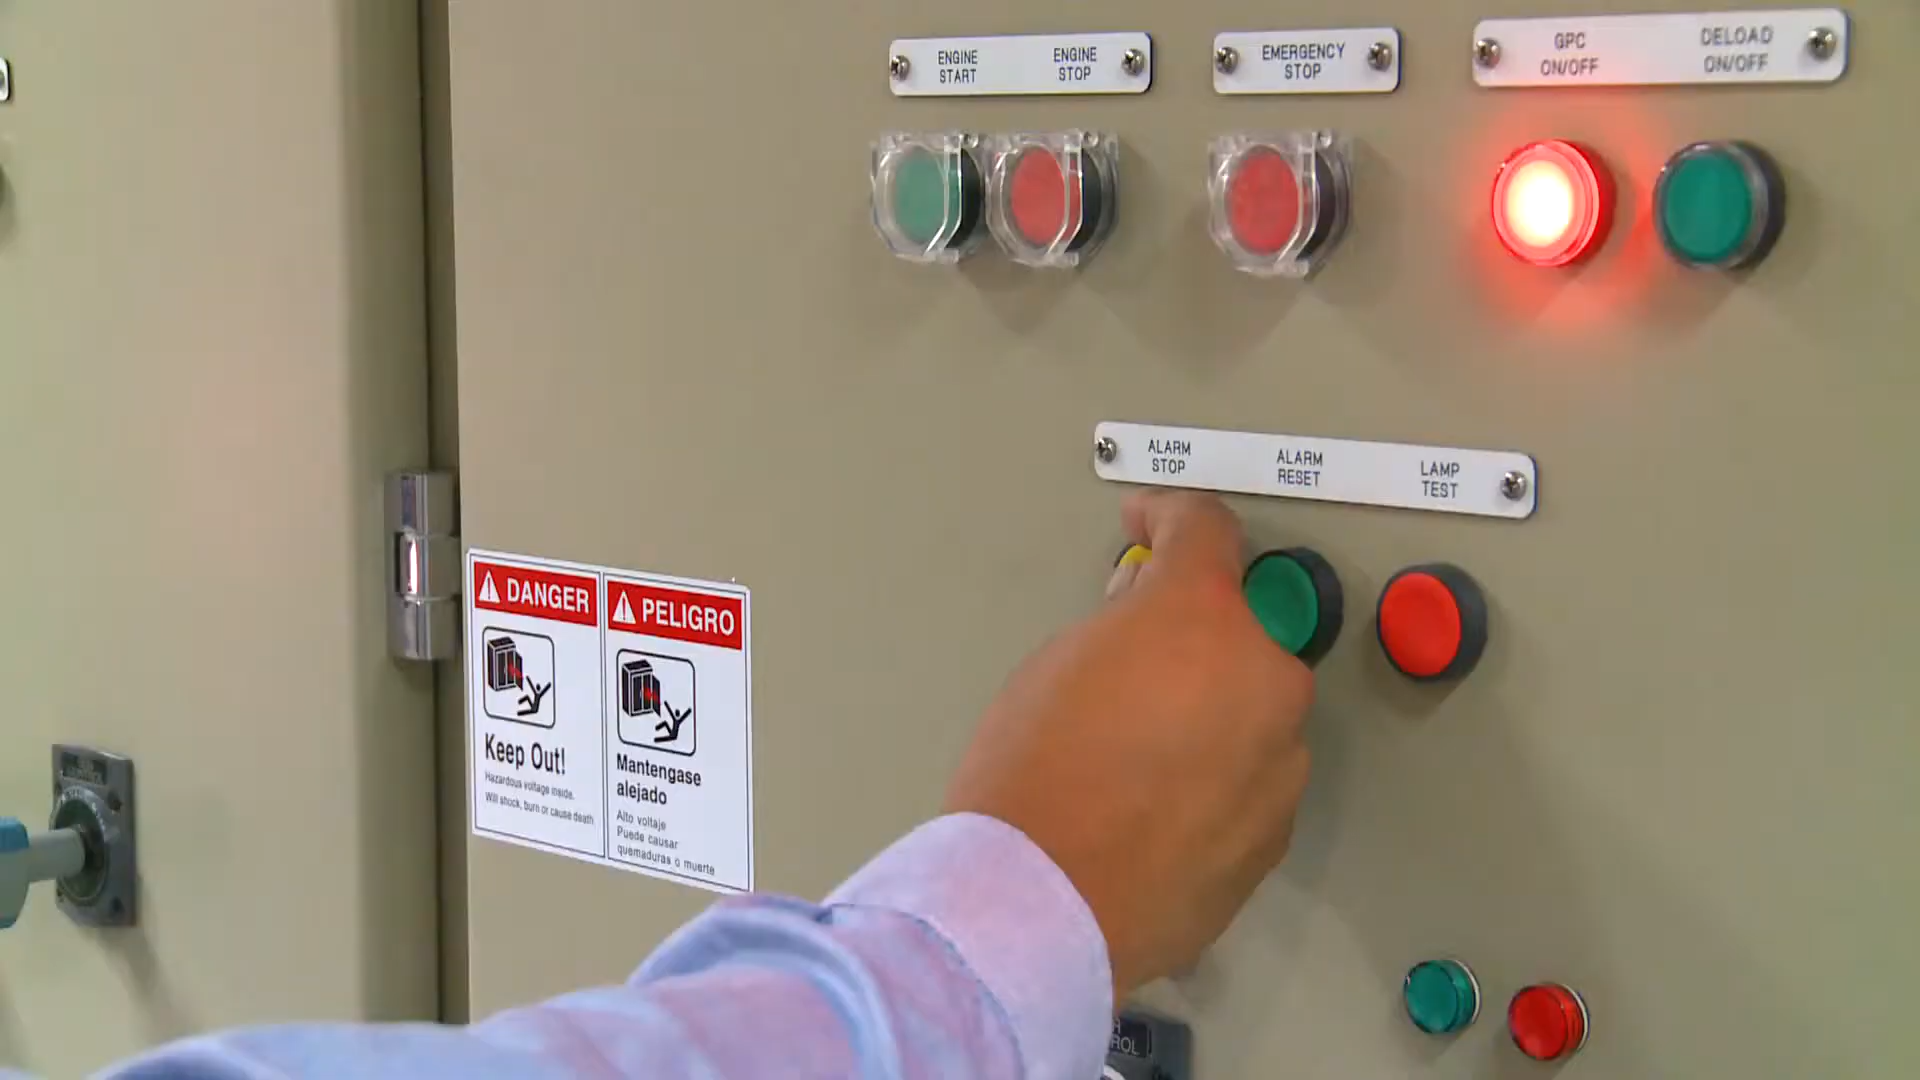 ENGINE
START
ENGINE
STOP
EMERGENCY
STOP
GPC
ON/OFF
DELOAD
ON/OFF
ALARM
STOP
ALARM
RESET
LAMP
TEST
DANGER
Keep Out!
Hazardous voltage inside.
Will shock, burn or cause death
PELIGRO
Mantengase
alejado
Alto voltaje
Puede causar
quemaduras o muerte